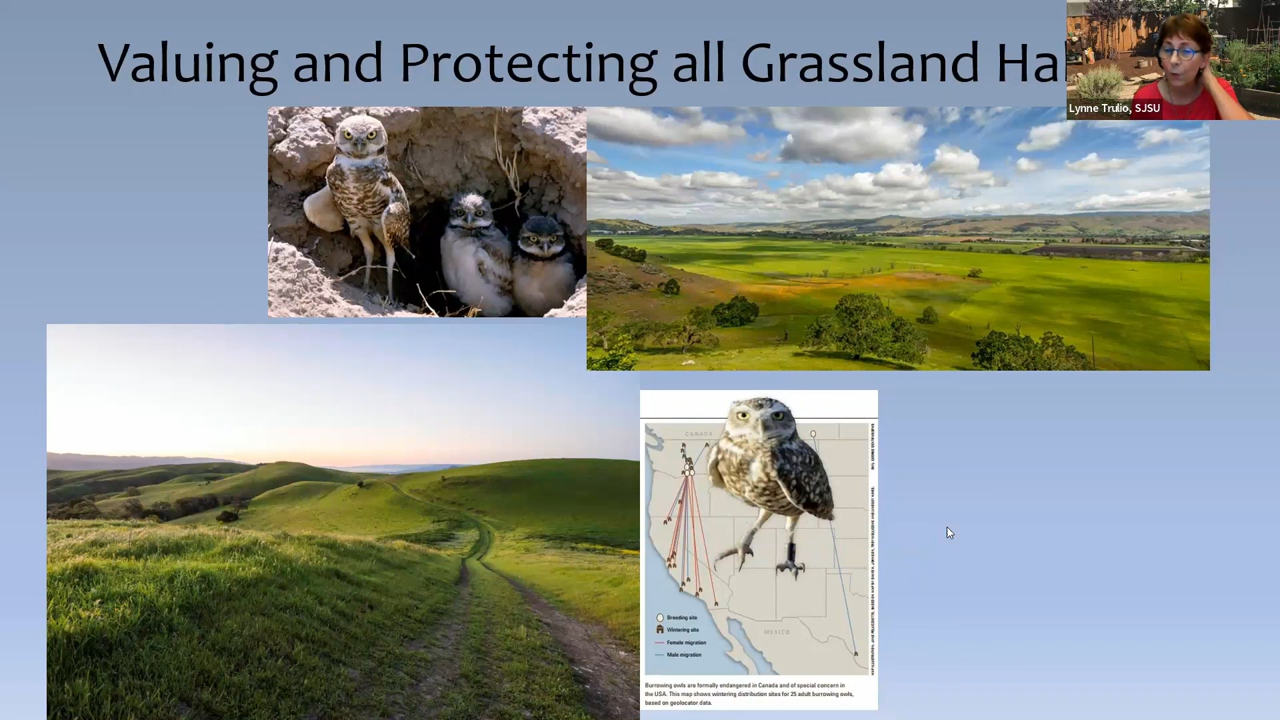 Valuing and Protecting all Grassland Ha
Lynne Trulio, SJSU
CANADA
Breeding site
Wintering site
Female migration
Male migration
MEXICO
Burrowing owls are formally endangered in Canada and of special concern in
the USA. This map shows wintering distribution sites for 25 adult burrowing owls,
based on geolocator data.